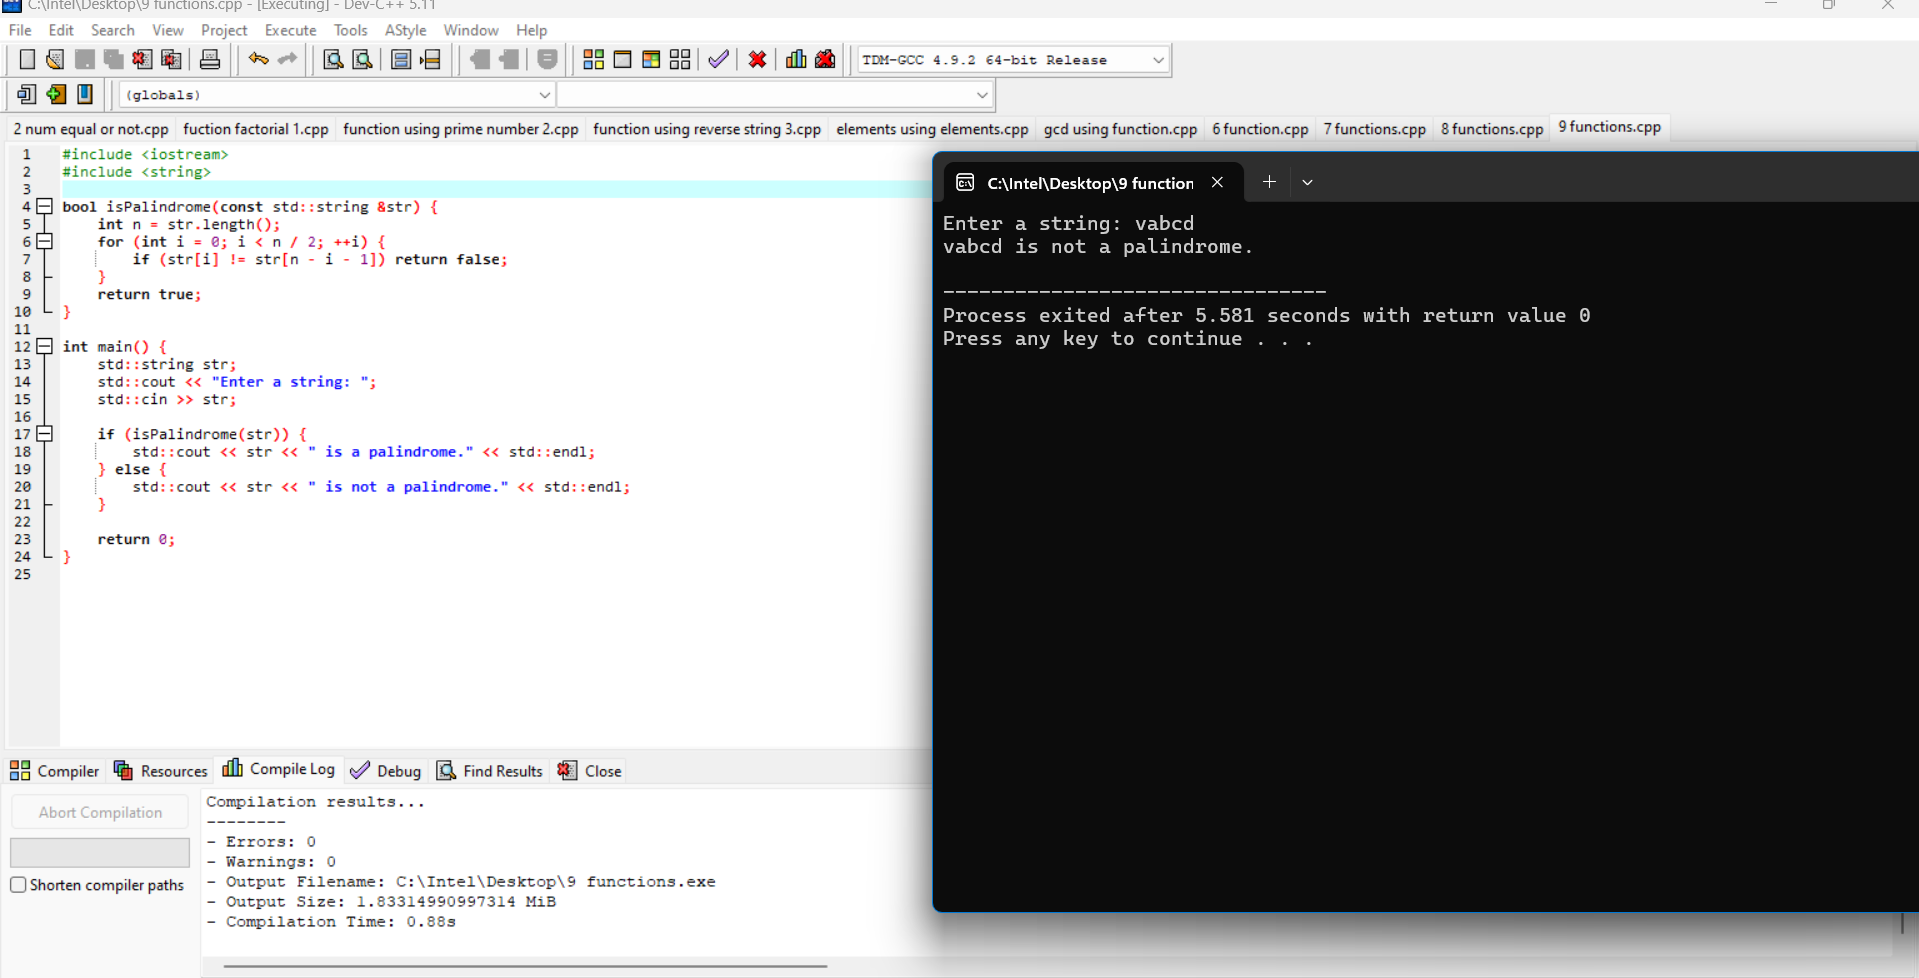 C:\Intel\Desktop\9 functions.cpp - [Executing] - Dev-C++ 5.11
File Edit Search View Project Execute Tools AStyle Window Help
TDM-GCC 4.9.2 64-bit Release
(globals)
2 num equal or not.cpp fuction factorial 1.cpp function using prime number 2.cpp function using reverse string 3.cpp elements using elements.cpp gcd using function.cpp 6 function.cpp 7 functions.cpp 8 functions.cpp 9 functions.cpp
1 #include <iostream>
2 #include <string>
3
4 bool isPalindrome(const std::string &str) {
5 int n = str.length();
6 for (int i = 0; i < n / 2; ++i) {
7 if (str[i] != str[n - i - 1]) return false;
8 }
9 return true;
10 }
11
12 int main() {
13 std::string str;
14 std::cout << "Enter a string: ";
15 std::cin >> str;
16
17 if (isPalindrome(str)) {
18 std::cout << str << " is a palindrome." << std::endl;
19 } else {
20 std::cout << str << " is not a palindrome." << std::endl;
21 }
22
23 return 0;
24 }
25
C:\Intel\Desktop\9 function
Enter a string: vabcd
vabcd is not a palindrome.
--------------------------------
Process exited after 5.581 seconds with return value 0
Press any key to continue . . .
Compiler Resources Compile Log Debug Find Results Close
Abort Compilation
Shorten compiler paths
Compilation results...
--------
- Errors: 0
- Warnings: 0
- Output Filename: C:\Intel\Desktop\9 functions.exe
- Output Size: 1.83314990997314 MiB
- Compilation Time: 0.88s